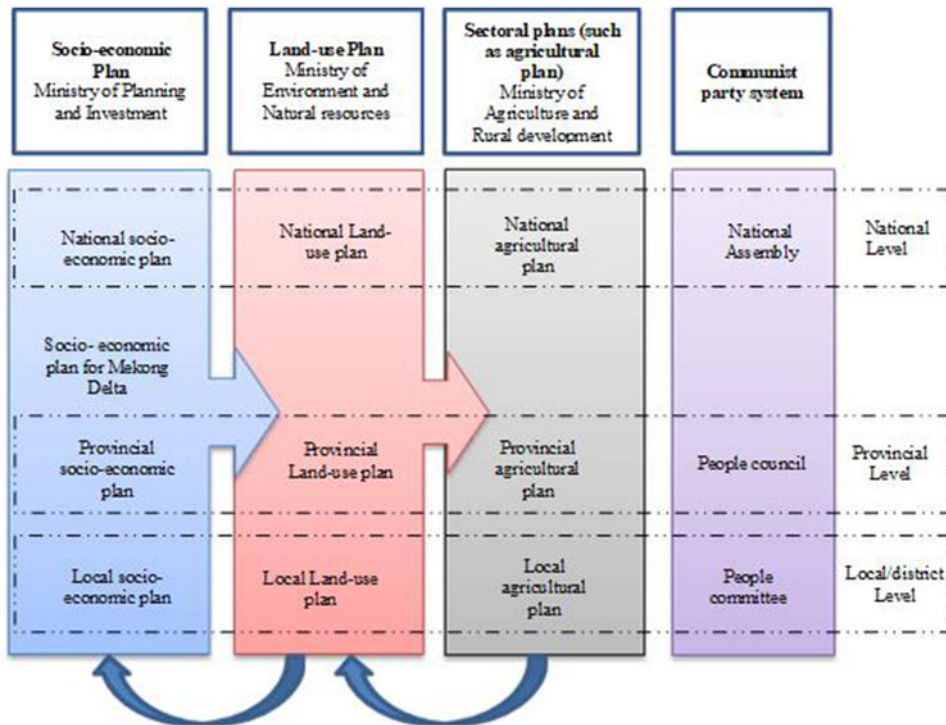 Socio-economic
Plan
Ministry of Planning
and Investment
Land-use Plan
Ministry of
Environment and
Natural resources
Sectoral plans (such
as agricultural
plan)
Ministry of
Agriculture and
Rural development
Communist
party system
National socio-
economic plan
National Land-
use plan
National
agricultural
plan
National
Assembly
National
Level
Socio- economic
plan for Mekong
Delta
Provincial
socio-economic
plan
Provincial
Land-use plan
Provincial
agricultural
plan
People council
Provincial
Level
Local socio-
economic plan
Local Land-use
plan
Local
agricultural
plan
People
committee
Local/district
Level